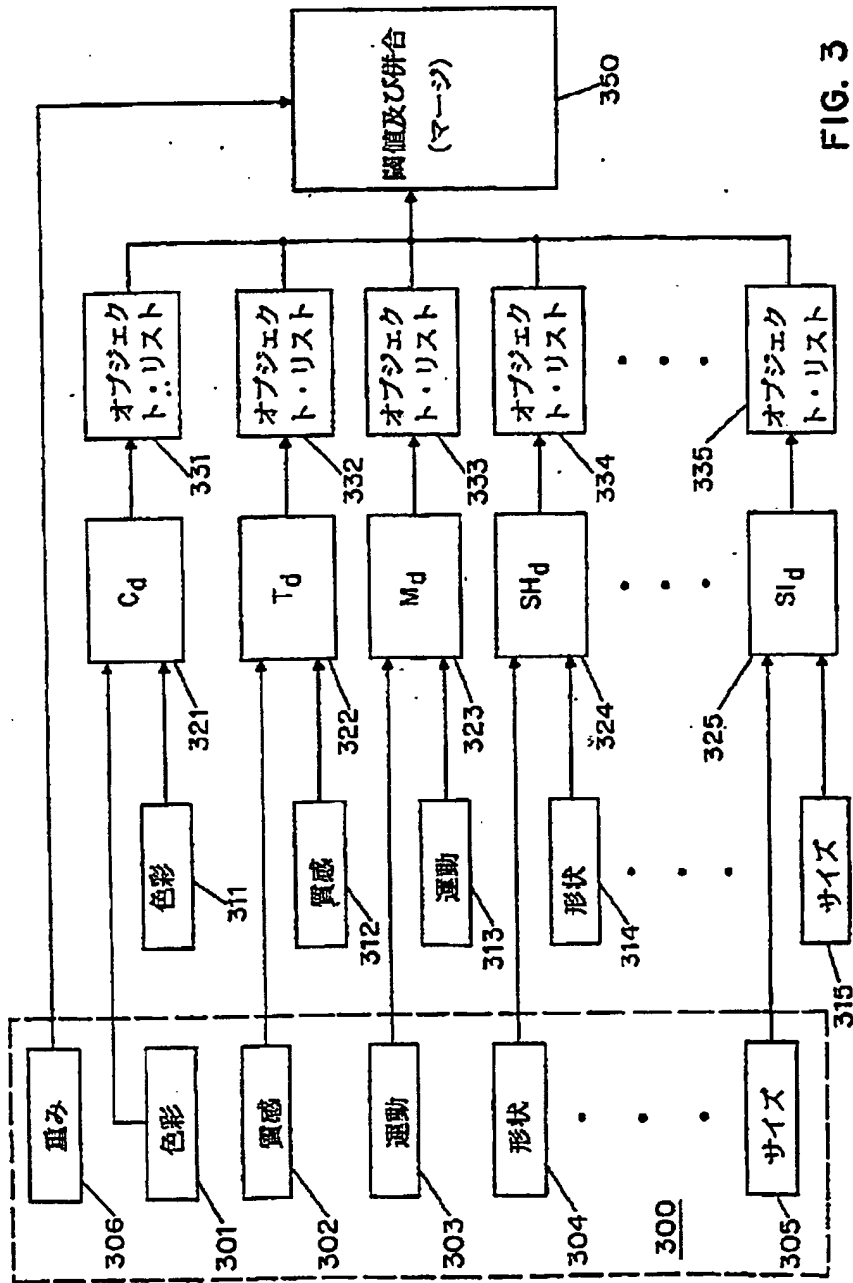 重み
306
色彩
301
質感
302
運動
303
形状
304
300
サイズ
305
色彩
311
質感
312
運動
313
形状
314
サイズ
315
Cd
321
Td
322
Md
323
SHd
324
SId
325
オブジェク
ト・リスト
331
オブジェク
ト・リスト
332
オブジェク
ト・リスト
333
オブジェク
ト・リスト
334
オブジェク
ト・リスト
335
閾値及び併合
(マージ)
350
FIG. 3